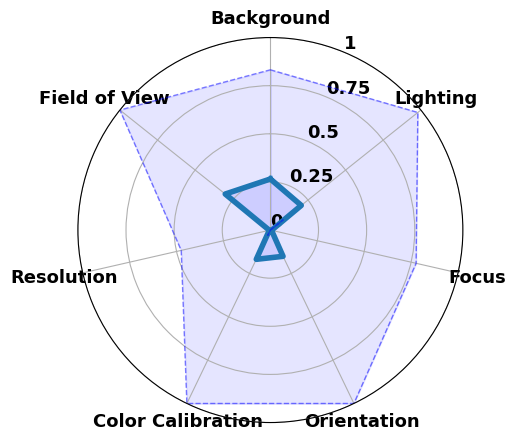 Background
1
Field of View
0.75
Lighting
0.5
0.25
0
Resolution
Focus
Color Calibration
Orientation